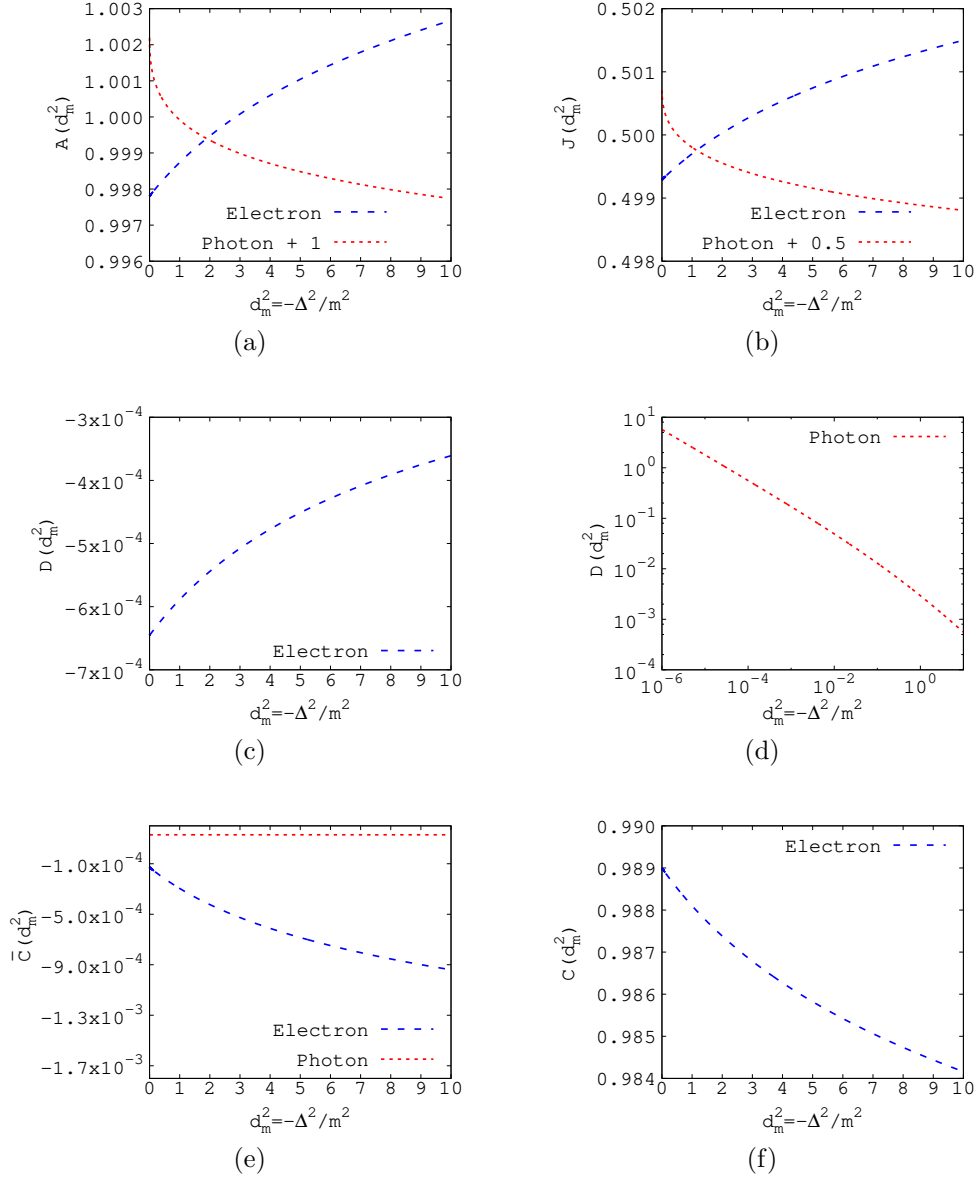 1.003
1.002
1.001
1.000
0.999
0.998
0.997
0.996
A(d_m^2)
Electron
Photon + 1
0 1 2 3 4 5 6 7 8 9 10
d_m^2=-Δ^2/m^2
(a)
0.502
0.501
0.500
0.499
0.498
J(d_m^2)
Electron
Photon + 0.5
0 1 2 3 4 5 6 7 8 9 10
d_m^2=-Δ^2/m^2
(b)
-3x10^-4
-4x10^-4
-5x10^-4
-6x10^-4
-7x10^-4
D(d_m^2)
Electron
0 1 2 3 4 5 6 7 8 9 10
d_m^2=-Δ^2/m^2
(c)
10^1
10^0
10^-1
10^-2
10^-3
10^-4
D(d_m^2)
Photon
10^-6 10^-4 10^-2 10^0
d_m^2=-Δ^2/m^2
(d)
-1.0x10^-4
-5.0x10^-4
-9.0x10^-4
-1.3x10^-3
-1.7x10^-3
C̄(d_m^2)
Electron
Photon
0 1 2 3 4 5 6 7 8 9 10
d_m^2=-Δ^2/m^2
(e)
0.990
0.989
0.988
0.987
0.986
0.985
0.984
C(d_m^2)
Electron
0 1 2 3 4 5 6 7 8 9 10
d_m^2=-Δ^2/m^2
(f)